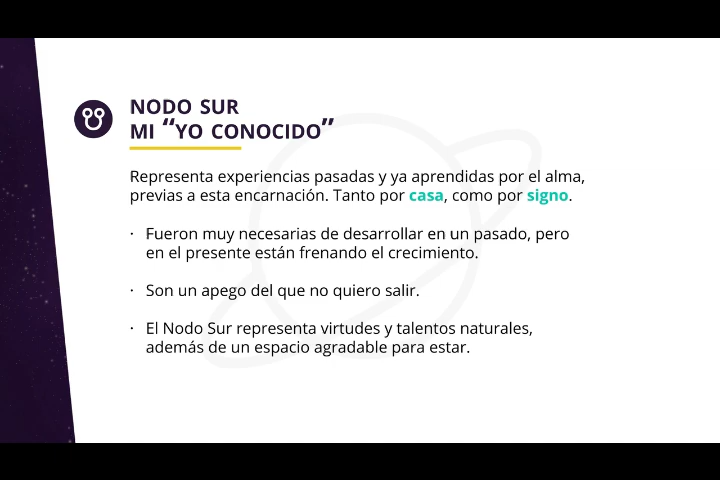 NODO SUR
MI “YO CONOCIDO”
Representa experiencias pasadas y ya aprendidas por el alma,
previas a esta encarnación. Tanto por casa, como por signo.
· Fueron muy necesarias de desarrollar en un pasado, pero
en el presente están frenando el crecimiento.
· Son un apego del que no quiero salir.
· El Nodo Sur representa virtudes y talentos naturales,
además de un espacio agradable para estar.